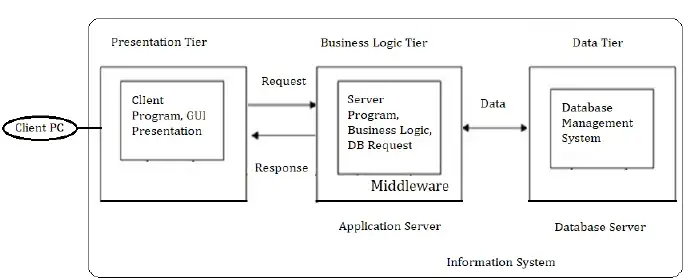 Presentation Tier
Business Logic Tier
Data Tier
Client PC
Client
Program, GUI
Presentation
Request
Response
Server
Program,
Business Logic,
DB Request
Middleware
Data
Database
Management
System
Application Server
Database Server
Information System